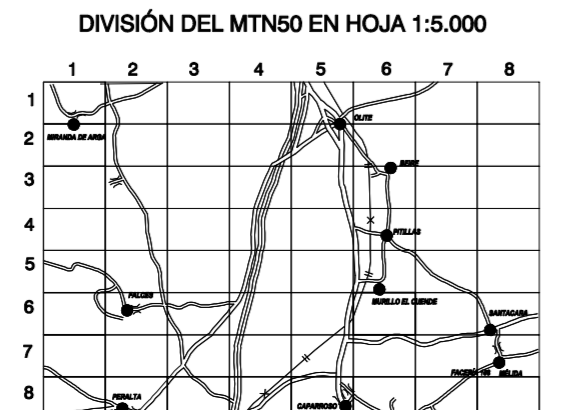 DIVISIÓN DEL MTN50 EN HOJA 1:5.000
1 2 3 4 5 6 7 8
1
OLITE
2
MIRANDA DE ARGA
BEIRE
3
4
PITILLAS
5
FALCES
MURILLO EL CUENDE
6
SANTACARA
7
FACERÍA 108 MÉLIDA
PERALTA
8
CAPARROSO